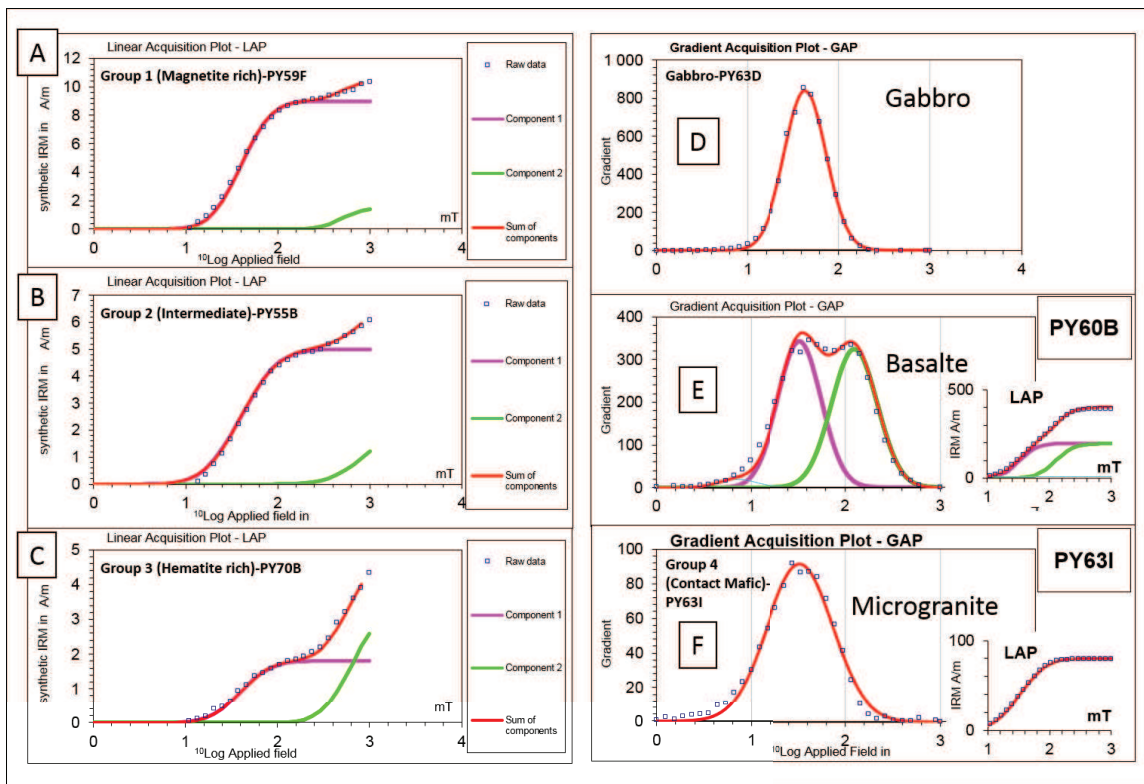 A
Linear Acquisition Plot - LAP
Group 1 (Magnetite rich)-PY59F
synthetic IRM in A/m
12
10
8
6
4
2
0
0 1 2 3 4
mT
10Log Applied field
Raw data
Component 1
Component 2
Sum of components
B
Linear Acquisition Plot - LAP
Group 2 (Intermediate)-PY55B
synthetic IRM in A/m
7
6
5
4
3
2
1
0
0 1 2 3 4
mT
10Log Applied field in
Raw data
Component 1
Component 2
Sum of components
C
Linear Acquisition Plot - LAP
Group 3 (Hematite rich)-PY70B
synthetic IRM in A/m
5
4
3
2
1
0
0 1 2 3 4
mT
10Log Applied field
Raw data
Component 1
Component 2
Sum of components
Gradient Acquisition Plot - GAP
Gabbro-PY63D
Gabbro
D
Gradient
1 000
800
600
400
200
0
0 1 2 3 4
Gradient Acquisition Plot - GAP
PY60B
Basalte
E
Gradient
400
300
200
100
0
0 1 2 3
LAP
IRM A/m
500
0
mT
1 2 3
Gradient Acquisition Plot - GAP
PY63I
Group 4
(Contact Mafic)-
PY63I
Microgranite
F
Gradient
100
80
60
40
20
0
0 1 2 3
10Log Applied Field in
LAP
IRM A/m
100
0
mT
1 2 3